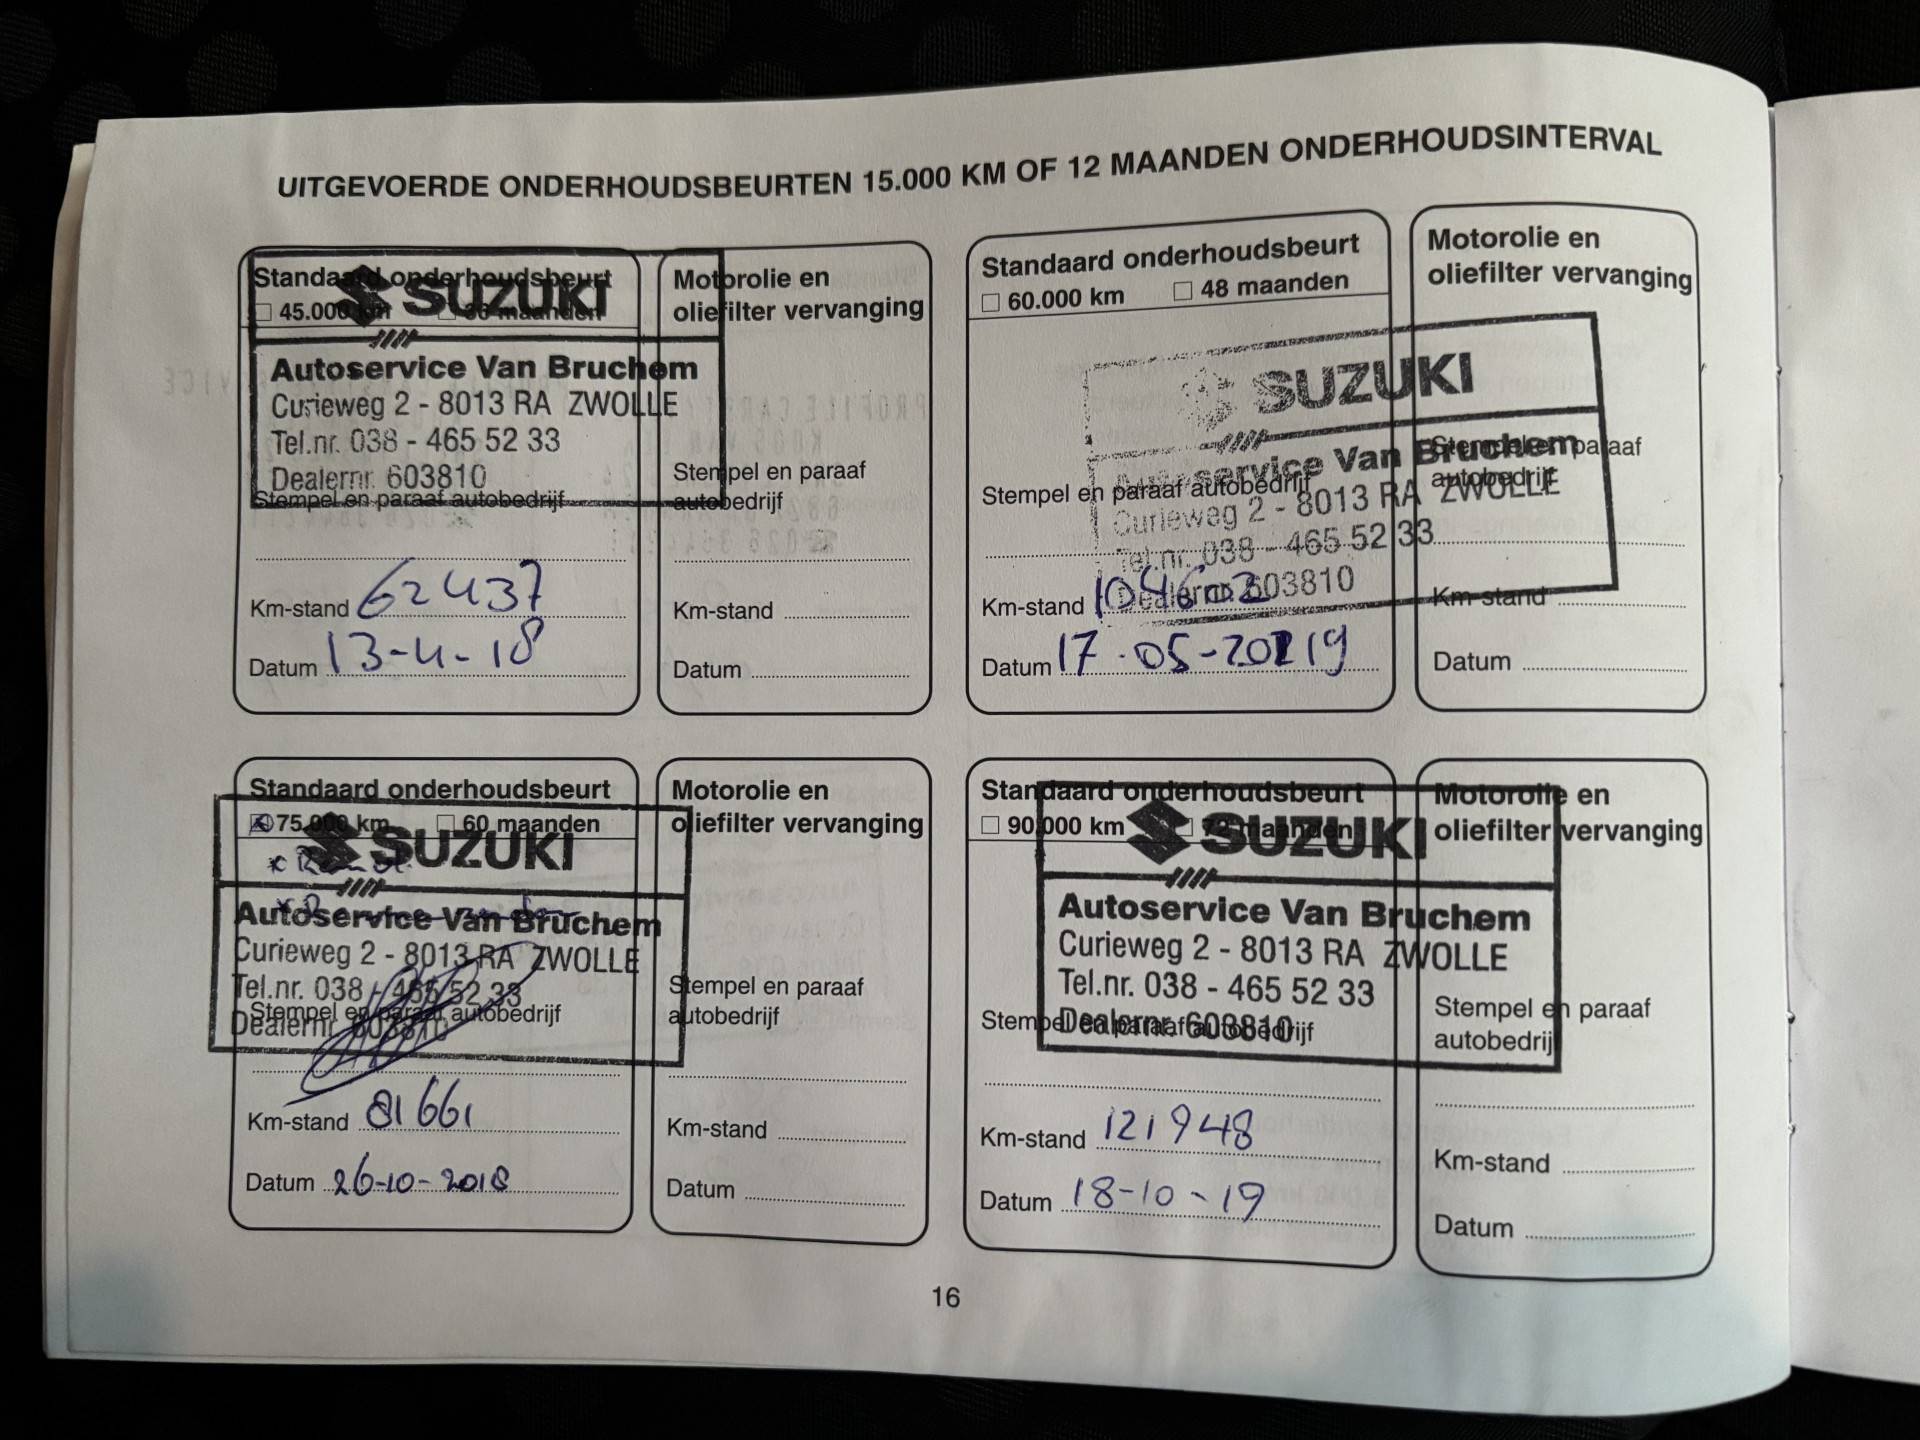 UITGEVOERDE ONDERHOUDSBEURTEN 15.000 KM OF 12 MAANDEN ONDERHOUDSINTERVAL
Standaard onderhoudsbeurt
45.000 km 36 maanden
SUZUKI
Autoservice Van Bruchem
Curieweg 2 - 8013 RA ZWOLLE
Tel.nr. 038 - 465 52 33
Dealernr. 603810
Stempel en paraaf autobedrijf
Km-stand 62437
Datum 13-4-18
Motorolie en
oliefilter vervanging
Stempel en paraaf
autobedrijf
Km-stand
Datum
Standaard onderhoudsbeurt
60.000 km 48 maanden
SUZUKI
Autoservice Van Bruchem
Curieweg 2 - 8013 RA ZWOLLE
Tel.nr. 038 - 465 52 33
Dealernr. 603810
Stempel en paraaf autobedrijf
Km-stand
Datum 17-05-2019
Motorolie en
oliefilter vervanging
Stempel en paraaf
autobedrijf
Km-stand
Datum
Standaard onderhoudsbeurt
75.000 km 60 maanden
SUZUKI
Autoservice Van Bruchem
Curieweg 2 - 8013 RA ZWOLLE
Tel.nr. 038 - 465 52 33
Dealernr. 603810
Stempel en paraaf autobedrijf
Km-stand 81661
Datum 26-10-2018
Motorolie en
oliefilter vervanging
Stempel en paraaf
autobedrijf
Km-stand
Datum
Standaard onderhoudsbeurt
90.000 km 72 maanden
SUZUKI
Autoservice Van Bruchem
Curieweg 2 - 8013 RA ZWOLLE
Tel.nr. 038 - 465 52 33
Dealernr. 603810
Stempel en paraaf autobedrijf
Km-stand 121948
Datum 18-10-19
Motorolie en
oliefilter vervanging
Stempel en paraaf
autobedrijf
Km-stand
Datum
16